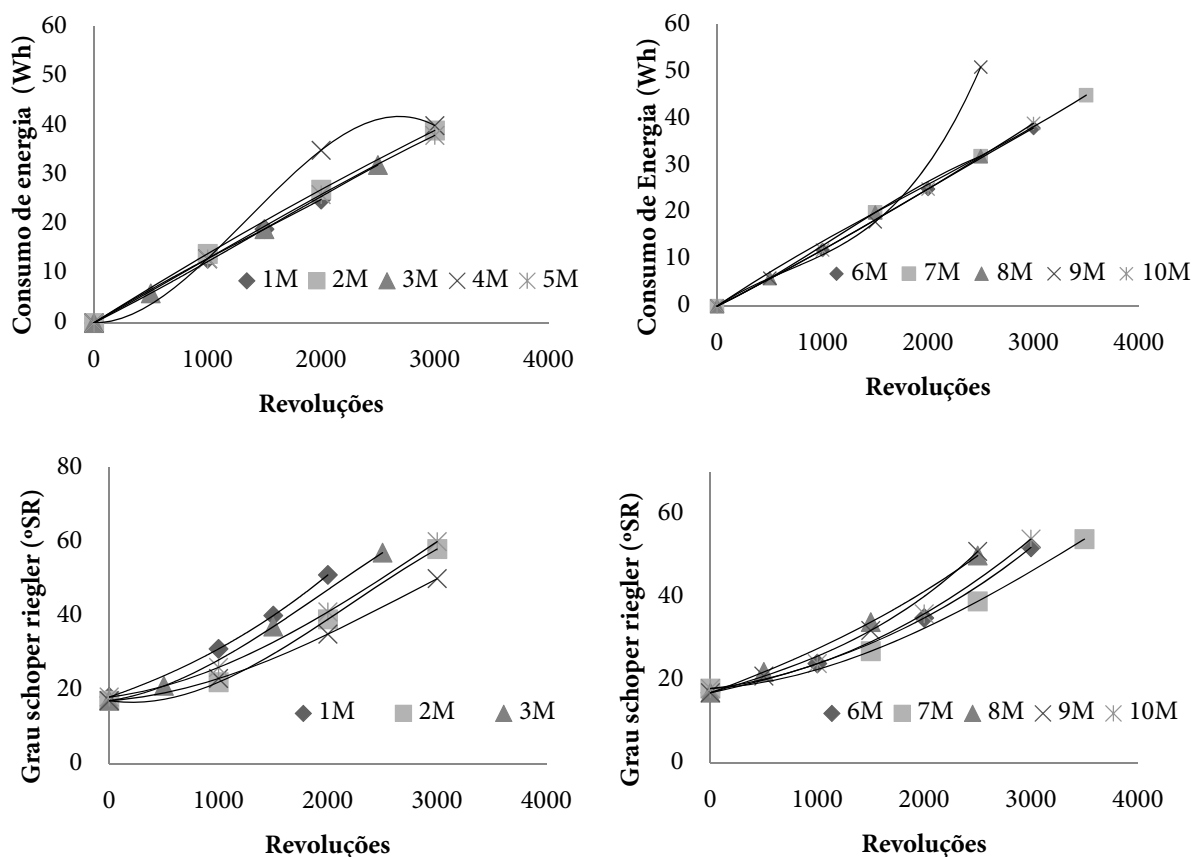 Consumo de energia (Wh)
60
50
40
30
20
10
0
1M 2M 3M 4M 5M
0 1000 2000 3000 4000
Revoluções
Consumo de Energia (Wh)
60
50
40
30
20
10
0
6M 7M 8M 9M 10M
0 1000 2000 3000 4000
Revoluções
Grau schoper riegler (ºSR)
80
60
40
20
0
1M 2M 3M
0 1000 2000 3000 4000
Revoluções
Grau schoper riegler (ºSR)
60
40
20
0
6M 7M 8M 9M 10M
0 1000 2000 3000 4000
Revoluções